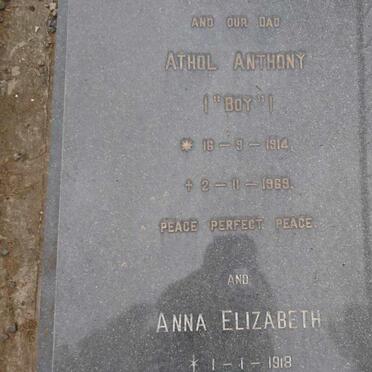 AND OUR DAD
ATHOL ANTHONY
("BOY")
* 16 – 9 – 1914.
+ 2 – 11 – 1969.
PEACE PERFECT PEACE.
AND
ANNA ELIZABETH
* 1 – 1 – 1918